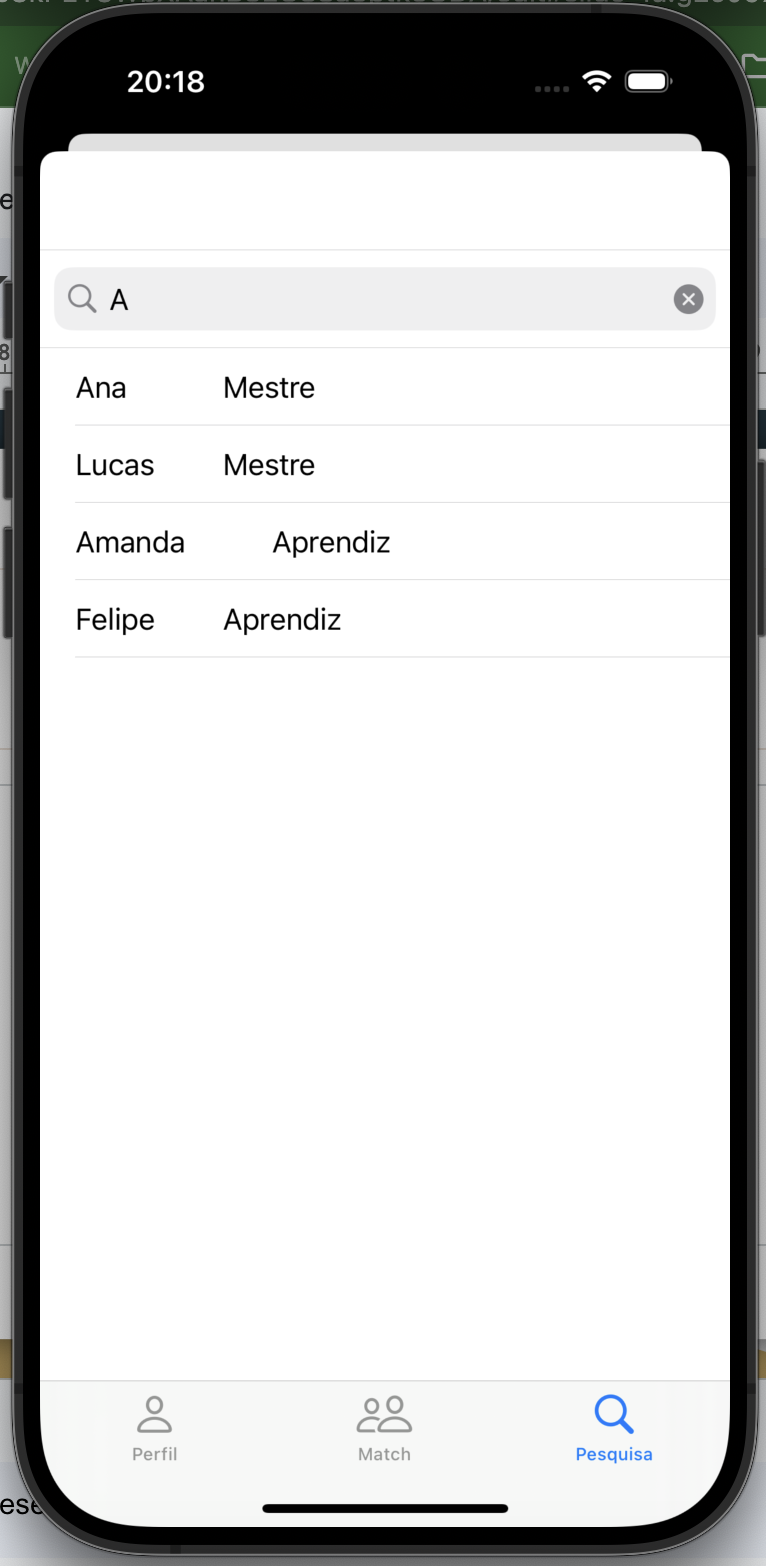 20:18
A
Ana Mestre
Lucas Mestre
Amanda Aprendiz
Felipe Aprendiz
Perfil Match Pesquisa